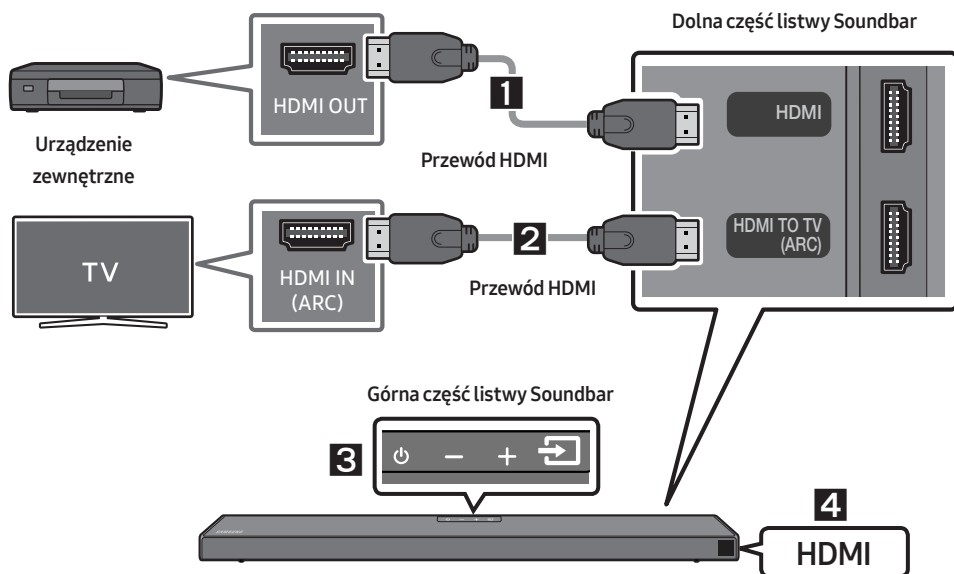 Dolna część listwy Soundbar
HDMI OUT
1
HDMI
Urządzenie
zewnętrzne
Przewód HDMI
TV
HDMI IN
(ARC)
2
HDMI TO TV
(ARC)
Przewód HDMI
Górna część listwy Soundbar
3
SAMSUNG
4
HDMI